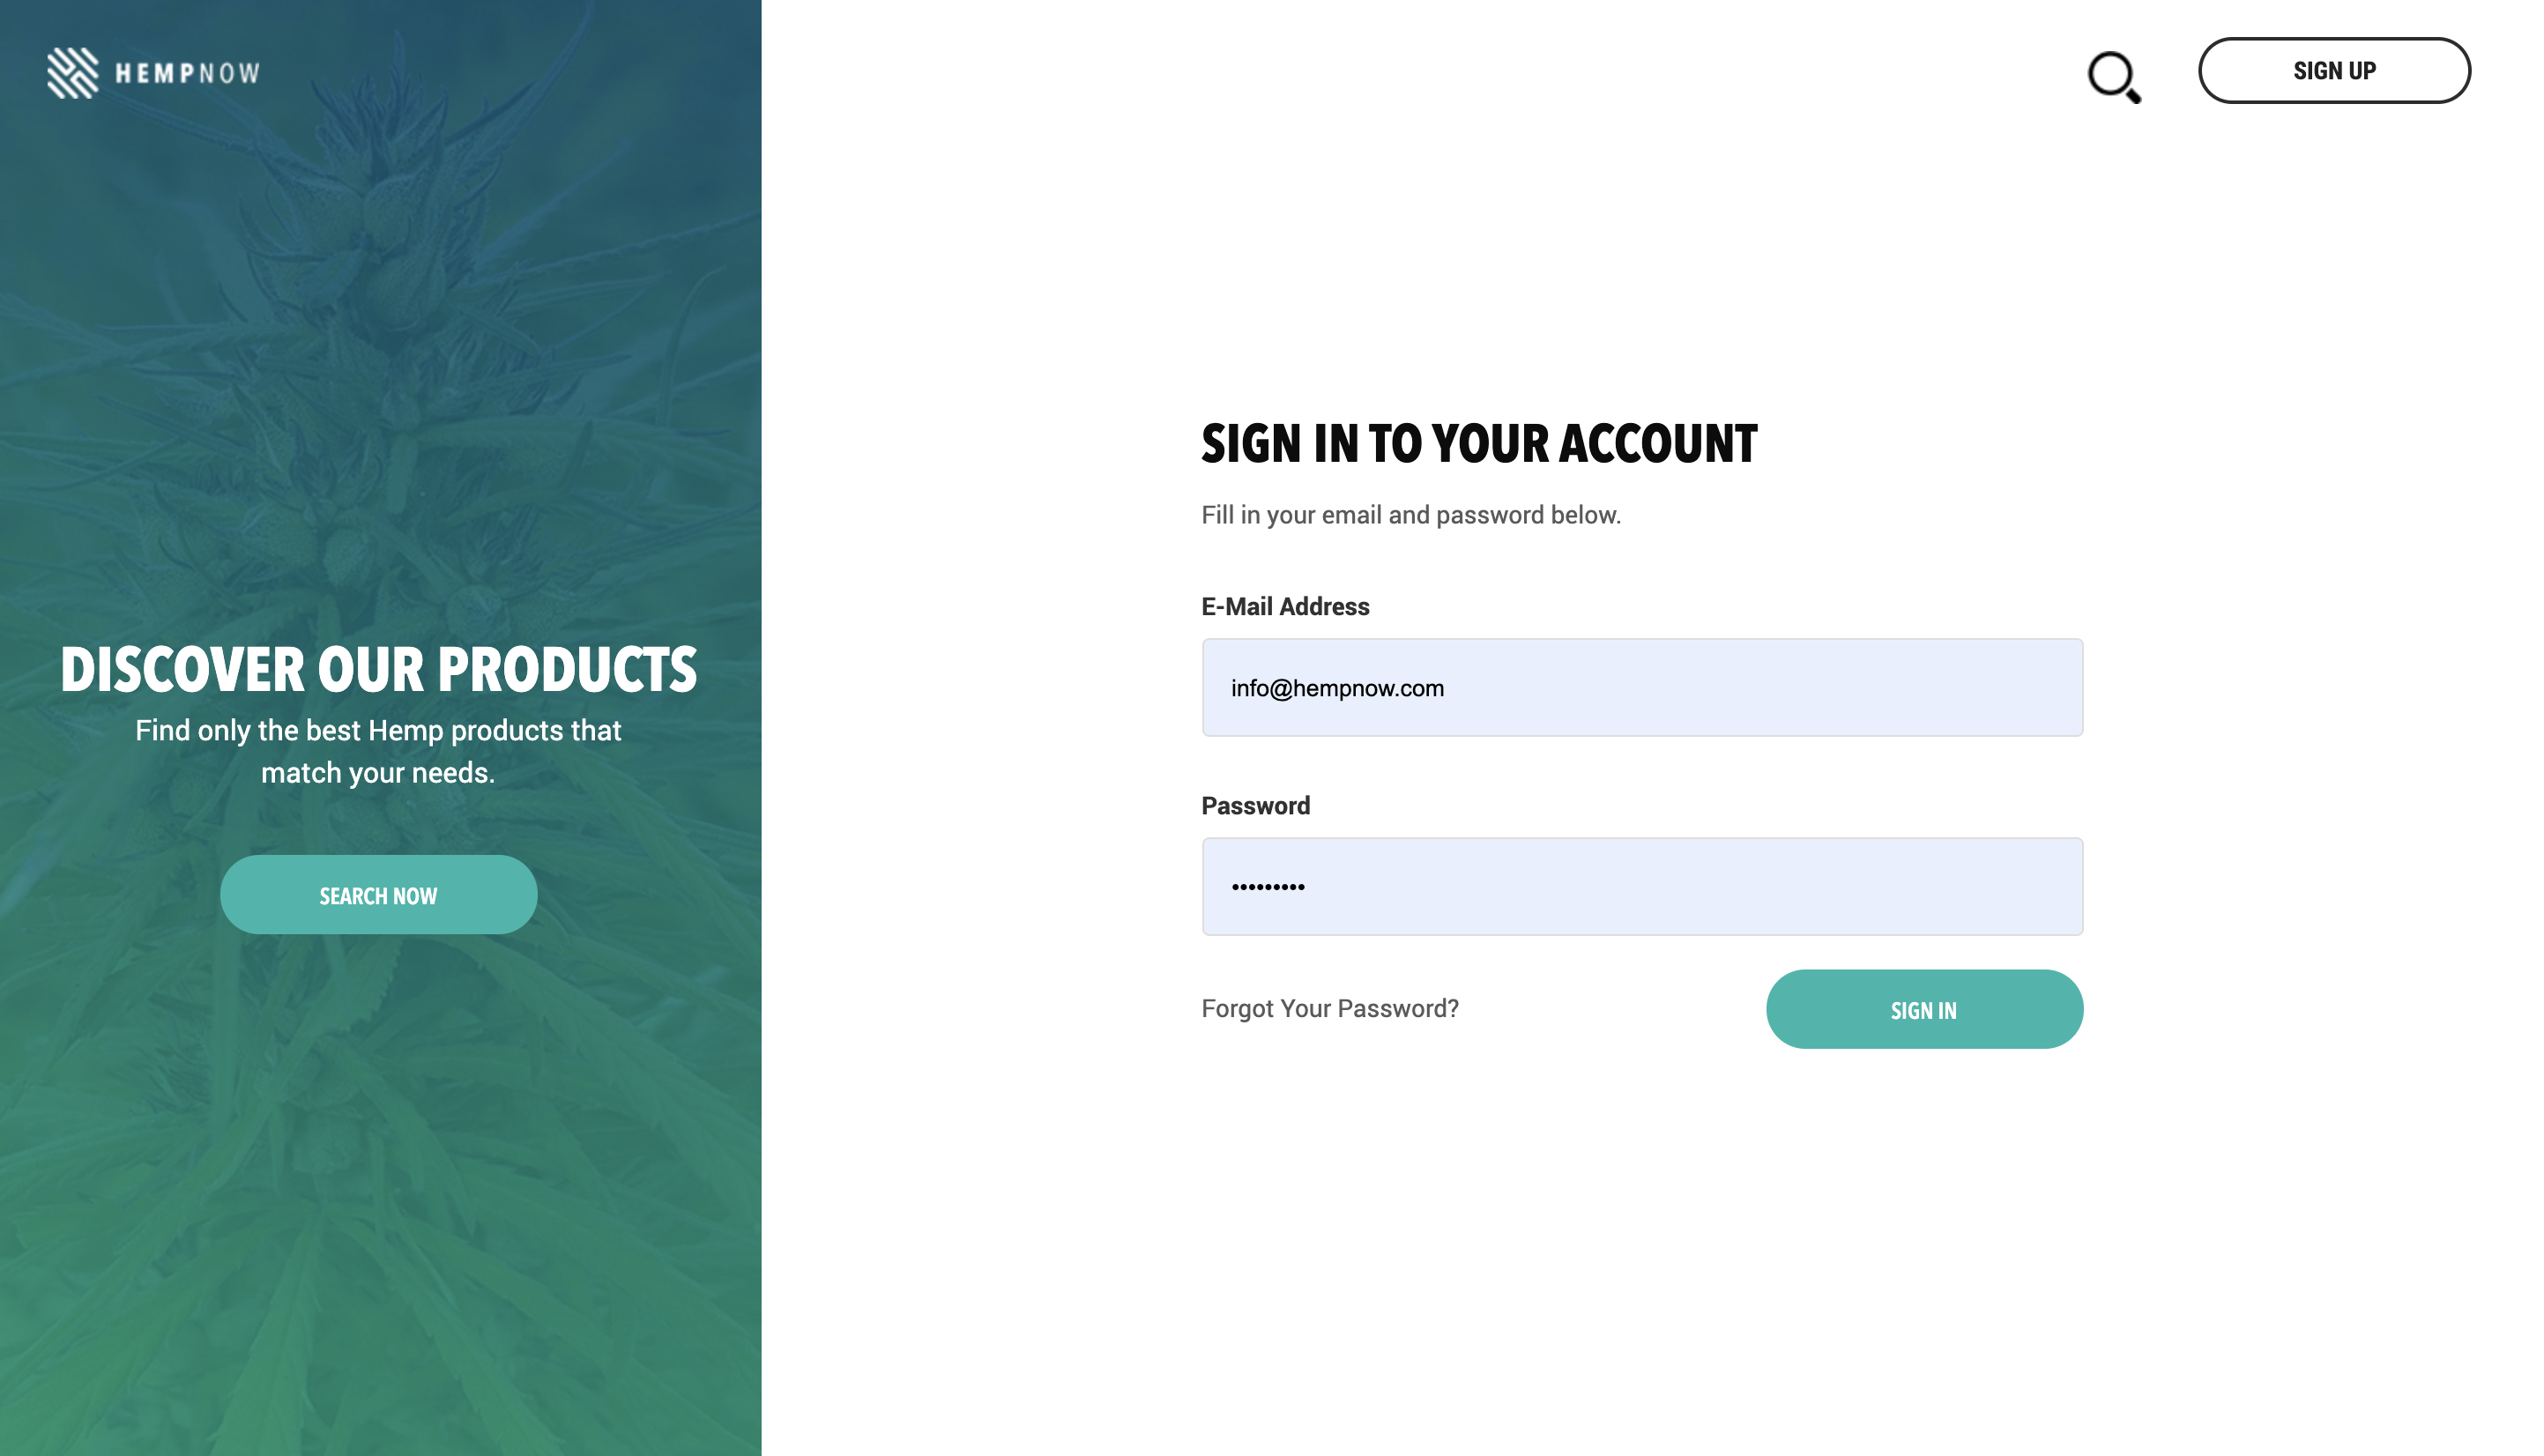 HEMPNOW
SIGN UP
DISCOVER OUR PRODUCTS
Find only the best Hemp products that
match your needs.
SEARCH NOW
SIGN IN TO YOUR ACCOUNT
Fill in your email and password below.
E-Mail Address
info@hempnow.com
Password
•••••••••
Forgot Your Password?
SIGN IN